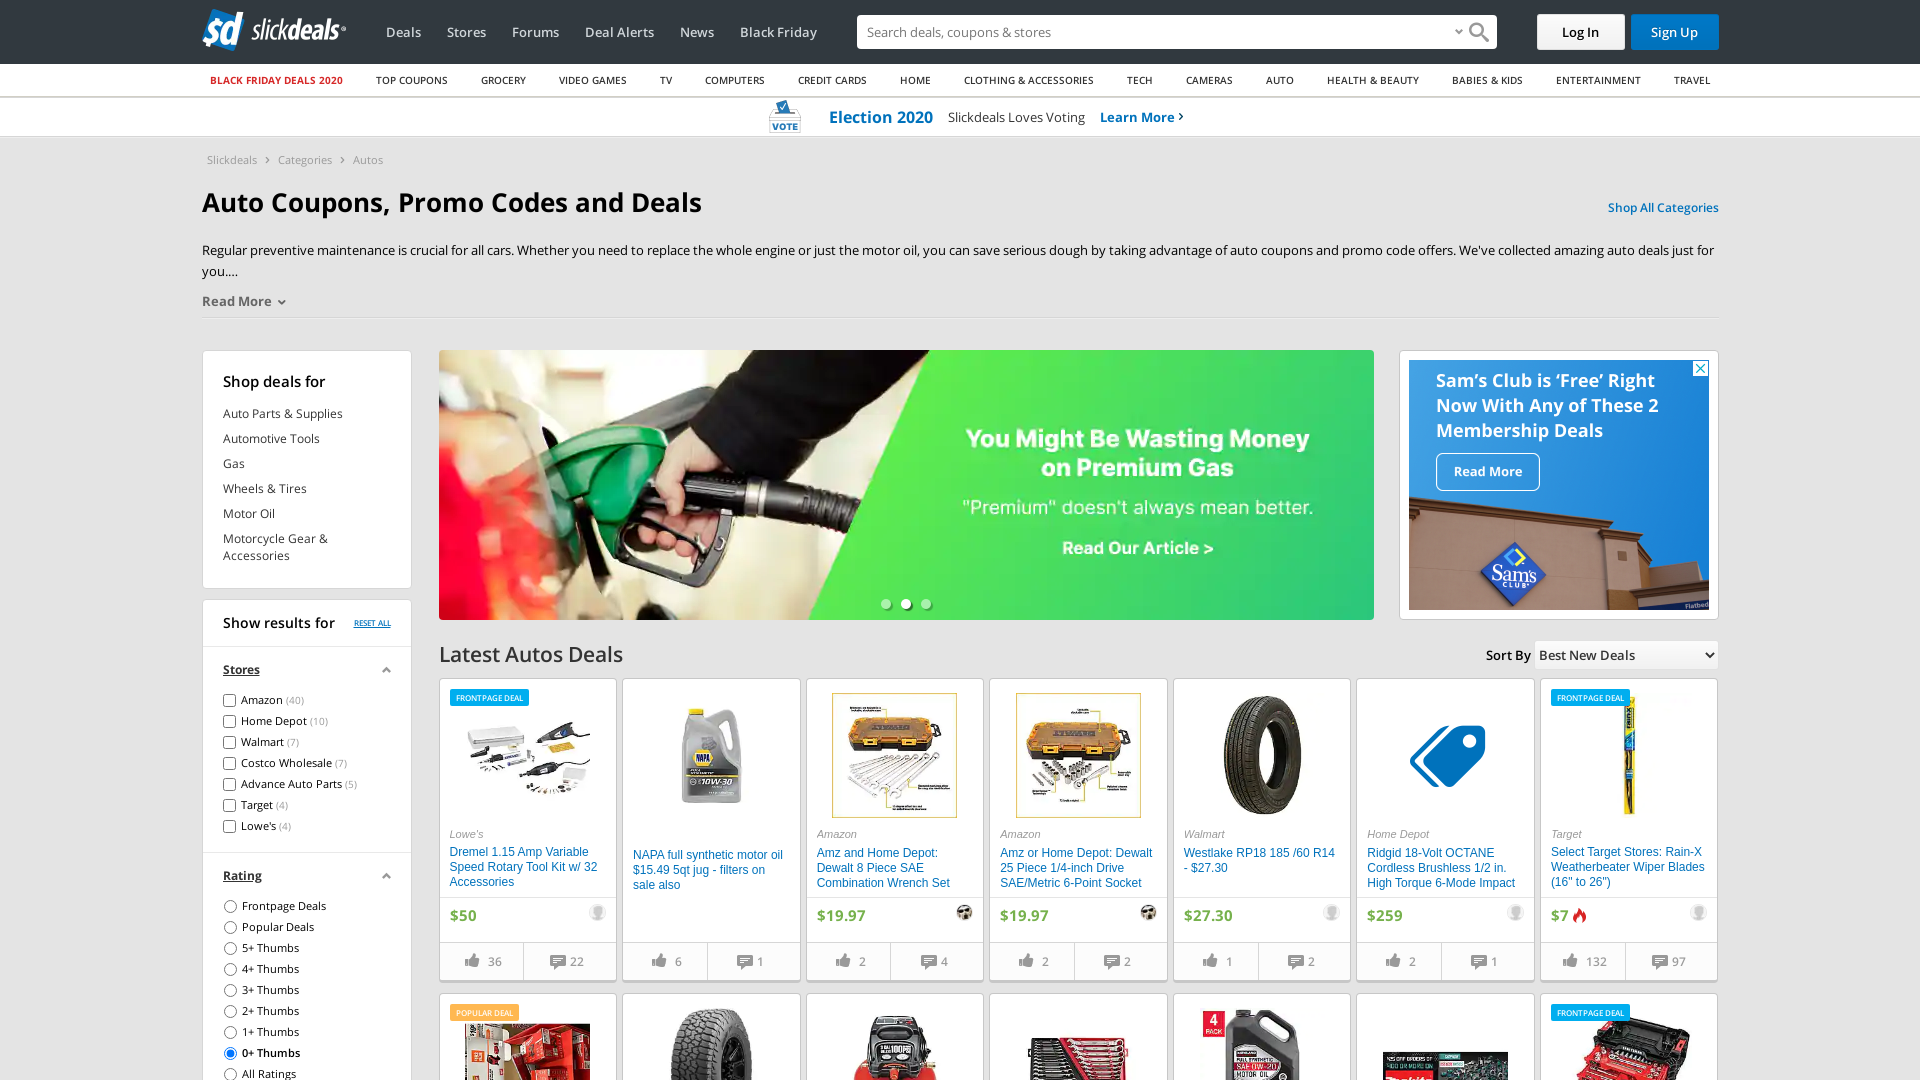 sd slickdeals
Deals
Stores
Forums
Deal Alerts
News
Black Friday
Search deals, coupons & stores
Log In
Sign Up
BLACK FRIDAY DEALS 2020
TOP COUPONS
GROCERY
VIDEO GAMES
TV
COMPUTERS
CREDIT CARDS
HOME
CLOTHING & ACCESSORIES
TECH
CAMERAS
AUTO
HEALTH & BEAUTY
BABIES & KIDS
ENTERTAINMENT
TRAVEL
VOTE
Election 2020
Slickdeals Loves Voting
Learn More
Slickdeals
Categories
Autos
Auto Coupons, Promo Codes and Deals
Shop All Categories
Regular preventive maintenance is crucial for all cars. Whether you need to replace the whole engine or just the motor oil, you can save serious dough by taking advantage of auto coupons and promo code offers. We've collected amazing auto deals just for
you....
Read More
Shop deals for
Auto Parts & Supplies
Automotive Tools
Gas
Wheels & Tires
Motor Oil
Motorcycle Gear &
Accessories
Show results for
RESET ALL
Stores
Amazon (40)
Home Depot (10)
Walmart (7)
Costco Wholesale (7)
Advance Auto Parts (5)
Target (4)
Lowe's (4)
Rating
Frontpage Deals
Popular Deals
5+ Thumbs
4+ Thumbs
3+ Thumbs
2+ Thumbs
1+ Thumbs
0+ Thumbs
All Ratings
You Might Be Wasting Money
on Premium Gas
"Premium" doesn't always mean better.
Read Our Article >
Sam's Club is 'Free' Right
Now With Any of These 2
Membership Deals
Read More
Sam's
CLUB
Latest Autos Deals
Sort By
Best New Deals
FRONTPAGE DEAL
Lowe's
Dremel 1.15 Amp Variable
Speed Rotary Tool Kit w/ 32
Accessories
$50
36
22
NAPA
10W-30
NAPA full synthetic motor oil
$15.49 5qt jug - filters on
sale also
6
1
Amazon
Amz and Home Depot:
Dewalt 8 Piece SAE
Combination Wrench Set
$19.97
2
4
Amazon
Amz or Home Depot: Dewalt
25 Piece 1/4-inch Drive
SAE/Metric 6-Point Socket
$19.97
2
2
Walmart
Westlake RP18 185 /60 R14
- $27.30
$27.30
1
2
Home Depot
Ridgid 18-Volt OCTANE
Cordless Brushless 1/2 in.
High Torque 6-Mode Impact
$259
2
1
FRONTPAGE DEAL
RAIN-X
Target
Select Target Stores: Rain-X
Weatherbeater Wiper Blades
(16" to 26")
$7
132
97
POPULAR DEAL
4
PACK
SAE 0W-20
MOTOR OIL
FRONTPAGE DEAL